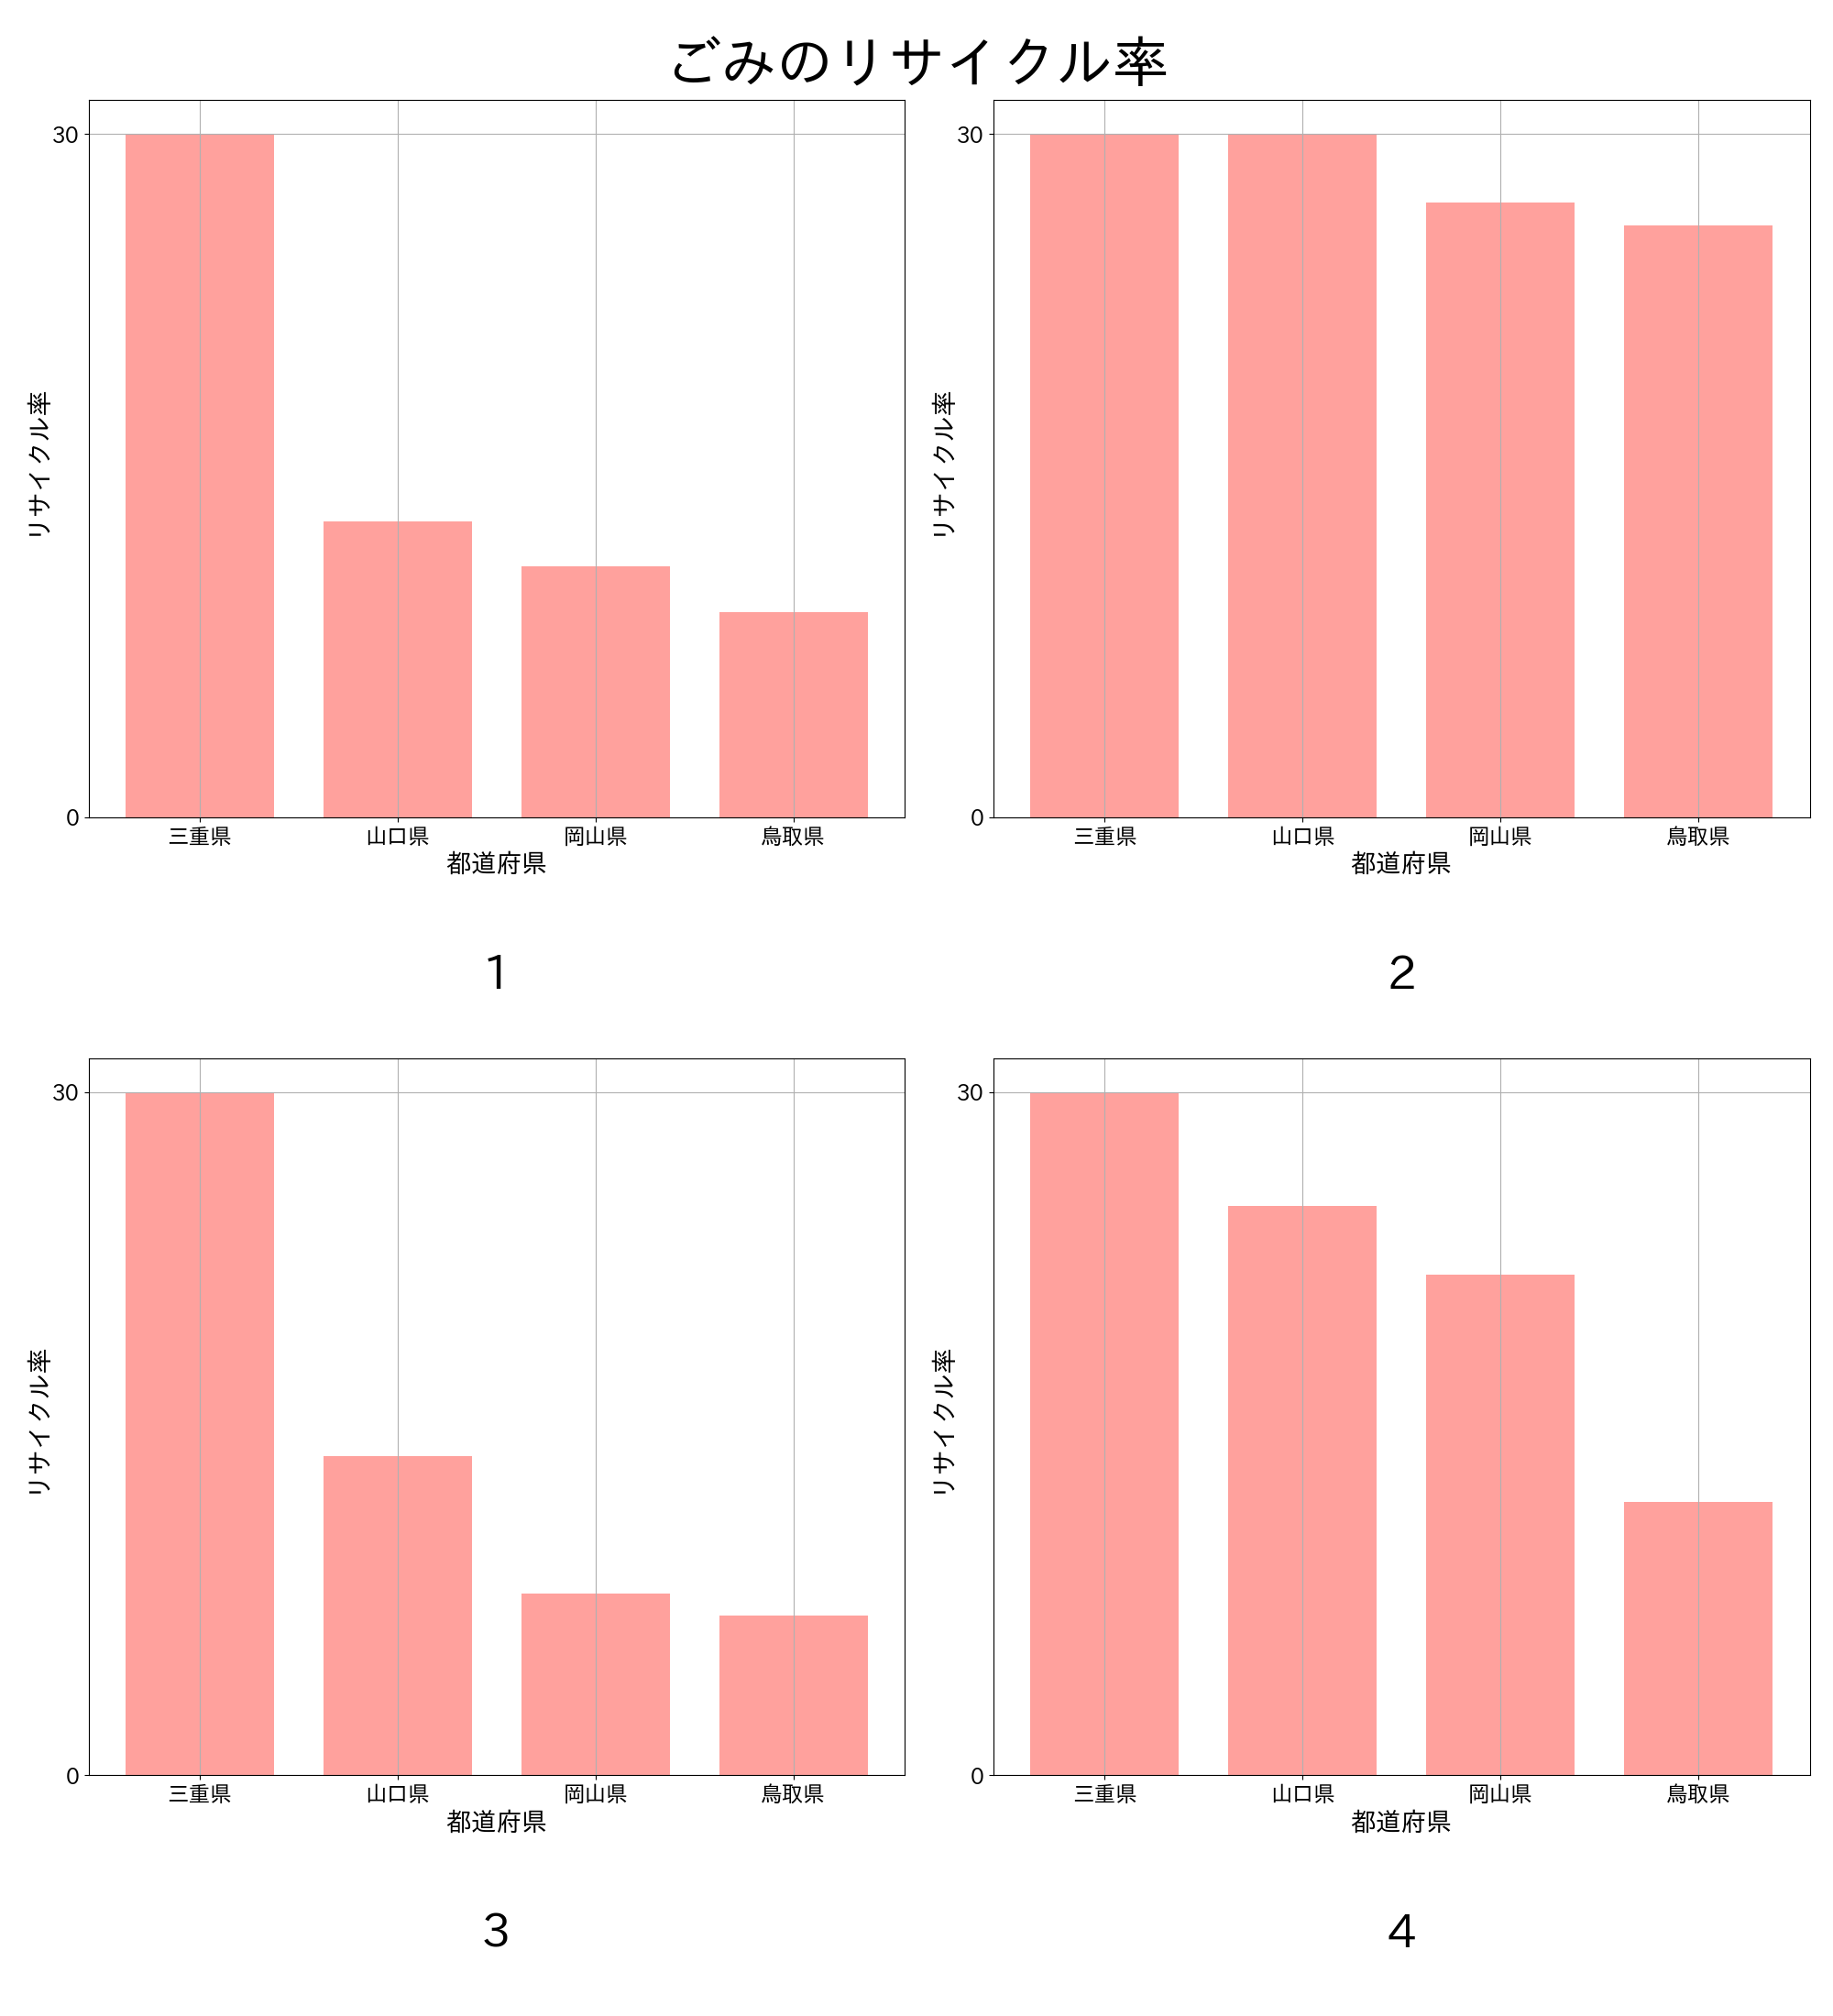 ごみのリサイクル率
30
0
リサイクル率
三重県 山口県 岡山県 鳥取県
都道府県
1
30
0
リサイクル率
三重県 山口県 岡山県 鳥取県
都道府県
2
30
0
リサイクル率
三重県 山口県 岡山県 鳥取県
都道府県
3
30
0
リサイクル率
三重県 山口県 岡山県 鳥取県
都道府県
4